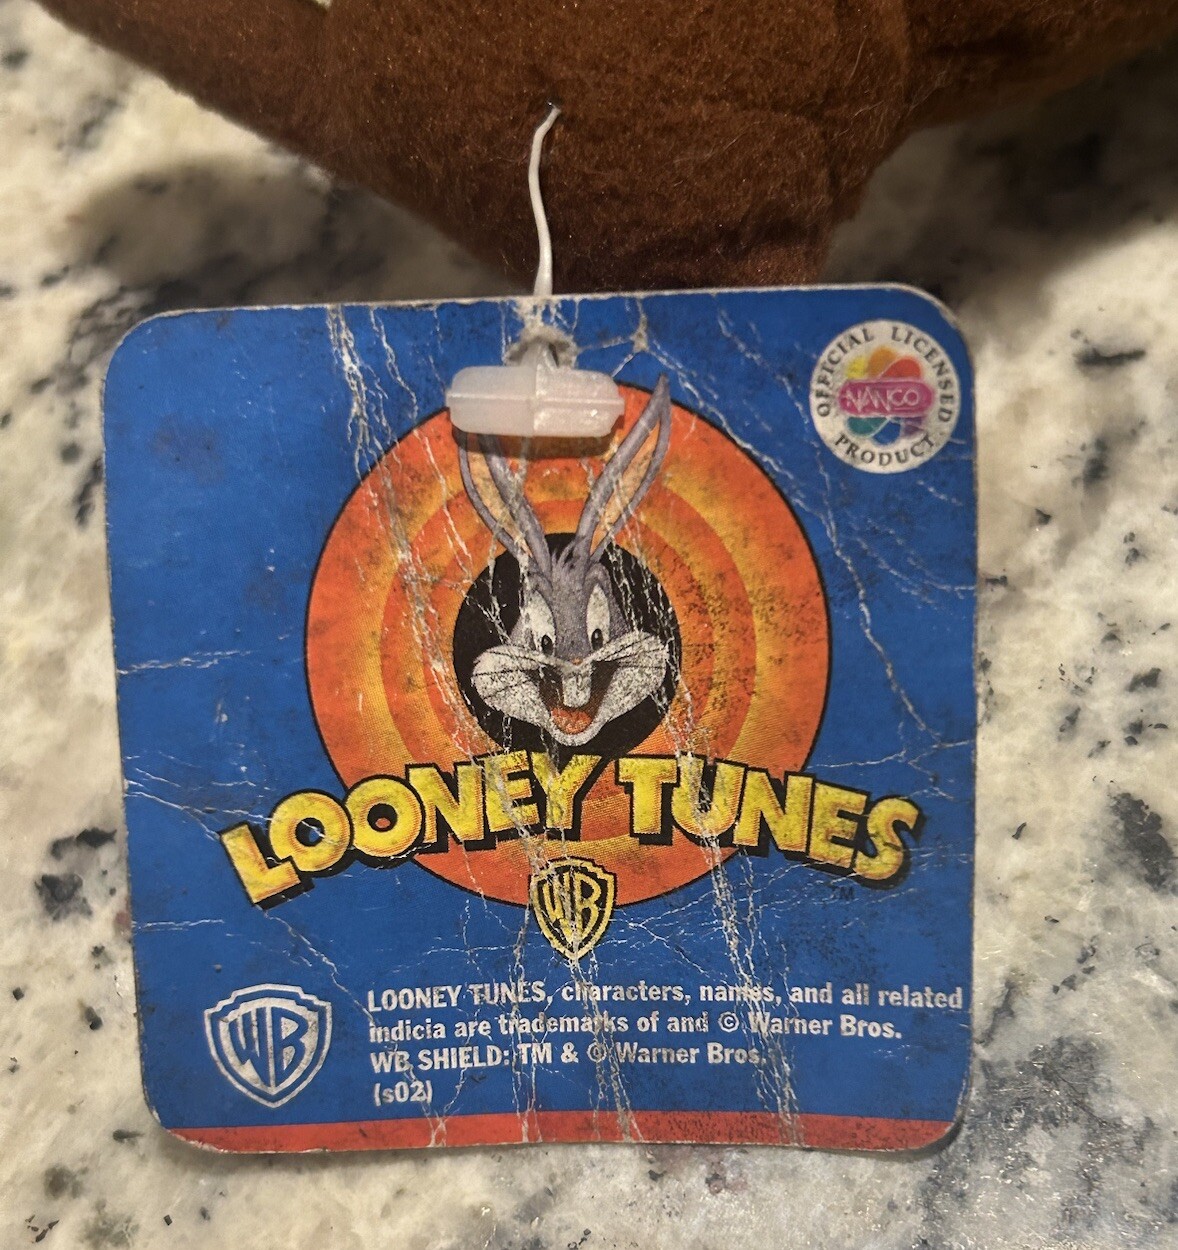 OFFICIAL LICENSED
NANCO
PRODUCT
LOONEY TUNES
TM
WB
WB
LOONEY TUNES, characters, names, and all related
indicia are trademarks of and © Warner Bros.
WB SHIELD: TM & © Warner Bros.
(s02)